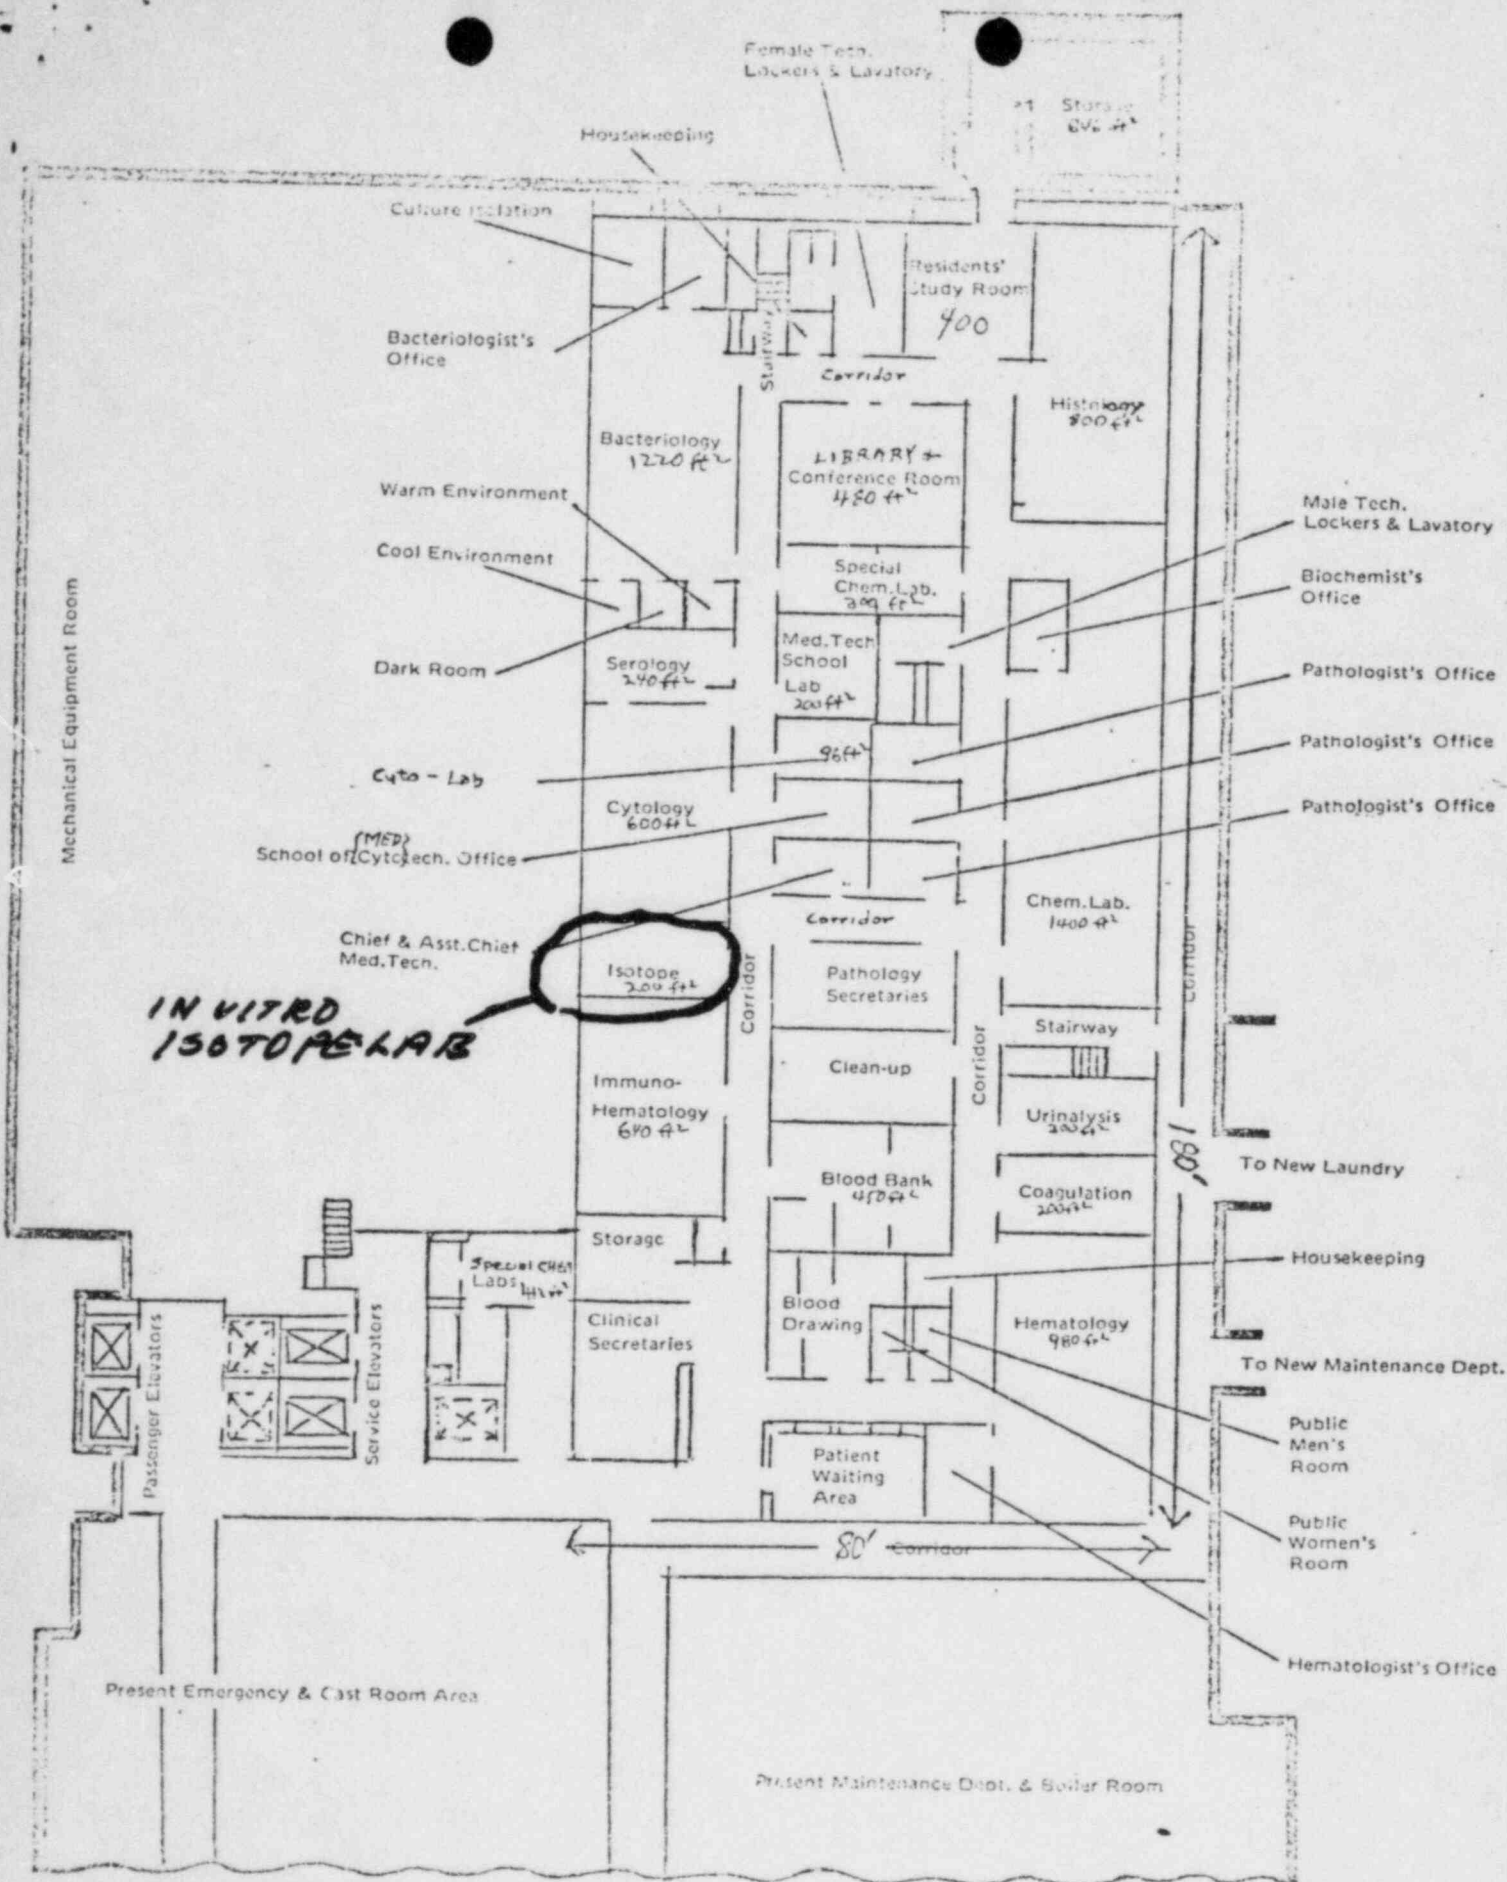 Female Tech.
Lockers & Lavatory
Storage
Housekeeping
Culture Isolation
Residents'
Study Room
400
Bacteriologist's
Office
Stairway
Corridor
Histology
800 ft²
Bacteriology
1220 ft²
LIBRARY +
Conference Room
480 ft²
Warm Environment
Male Tech.
Lockers & Lavatory
Cool Environment
Special
Chem. Lab.
Biochemist's
Office
Mechanical Equipment Room
Dark Room
Serology
240 ft²
Med. Tech
School
Lab
200 ft²
Pathologist's Office
96 ft²
Pathologist's Office
Cyto - Lab
Cytology
600 ft²
Pathologist's Office
(MED)
School of Cytotech. Office
Chem. Lab.
1400 ft²
Corridor
Corridor
Chief & Asst. Chief
Med. Tech.
Isotope
200 ft²
Corridor
Pathology
Secretaries
IN VITRO
ISOTOPE LAB
Stairway
Corridor
Clean-up
Immuno-
Hematology
640 ft²
Urinalysis
200 ft²
180'
To New Laundry
Blood Bank
450 ft²
Coagulation
200 ft²
Storage
Housekeeping
Special CHEM
Labs
Clinical
Secretaries
Blood
Drawing
Hematology
980 ft²
Passenger Elevators
Service Elevators
To New Maintenance Dept.
Public
Men's
Room
Patient
Waiting
Area
Public
Women's
Room
80' Corridor
Hematologist's Office
Present Emergency & Cast Room Area
Present Maintenance Dept. & Boiler Room